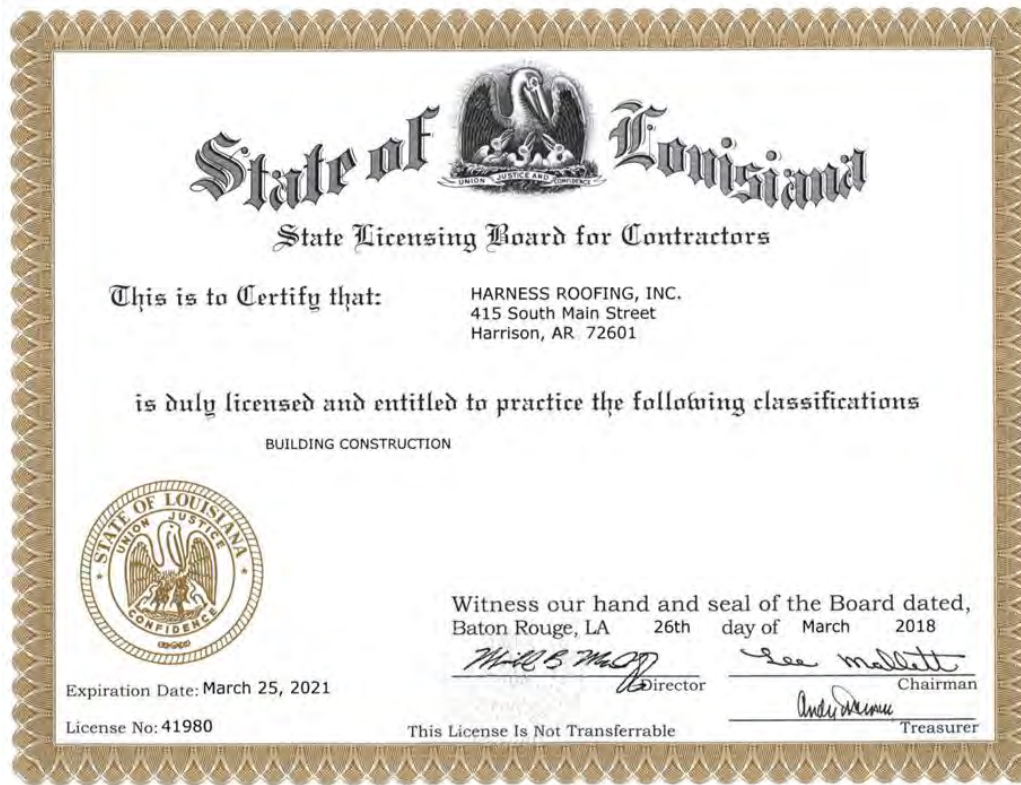 State of Louisiana
UNION JUSTICE AND CONFIDENCE
State Licensing Board for Contractors
This is to Certify that:
HARNESS ROOFING, INC.
415 South Main Street
Harrison, AR 72601
is duly licensed and entitled to practice the following classifications
BUILDING CONSTRUCTION
STATE OF LOUISIANA
UNION JUSTICE
CONFIDENCE
Witness our hand and seal of the Board dated,
Baton Rouge, LA 26th day of March 2018
Lee Mallett
Director
Chairman
Expiration Date: March 25, 2021
License No: 41980
This License Is Not Transferrable
Treasurer